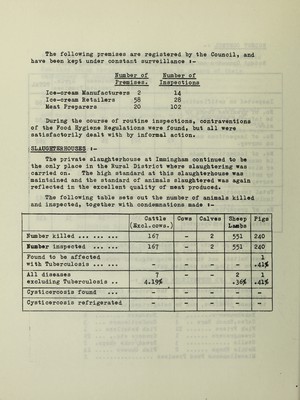 The following premises are registered by the Council, and
have been kept under constant surveillance :-
Number of Number of
Premises. Inspections
Ice-cream Manufacturers 2 14
Ice-cream Retailers 58 28
Meat Preparers 20 102
During the course of routine inspections, contraventions
of the Food Hygiene Regulations were found, but all were
satisfactorily dealt with by informal action.
SLAUGHTERHOUSES :-
The private slaughterhouse at Immingham continued to be
the only place in the Rural District where slaughtering was
carried on. The high standard at this slaughterhouse was
maintained and the standard of animals slaughtered was again
reflected in the excellent quality of meat produced.
The following table sets out the number of animals killed
and inspected, together with condemnations made :-
Cattle Cows Calves Sheep Pigs
(Excl.cows.) Lambs
Number killed ... ... ... 167 - 2 551 240
Number inspected ... ... 167 - 2 551 240
Found to be affected 1
with Tuberculosis ... ... - - - - .41%
All diseases 7 2 1
excluding Tuberculosis .. 4.19% - - .36% .41%
Cysticercosis found ... - - - - -
Cysticercosis refrigerated - - - - -